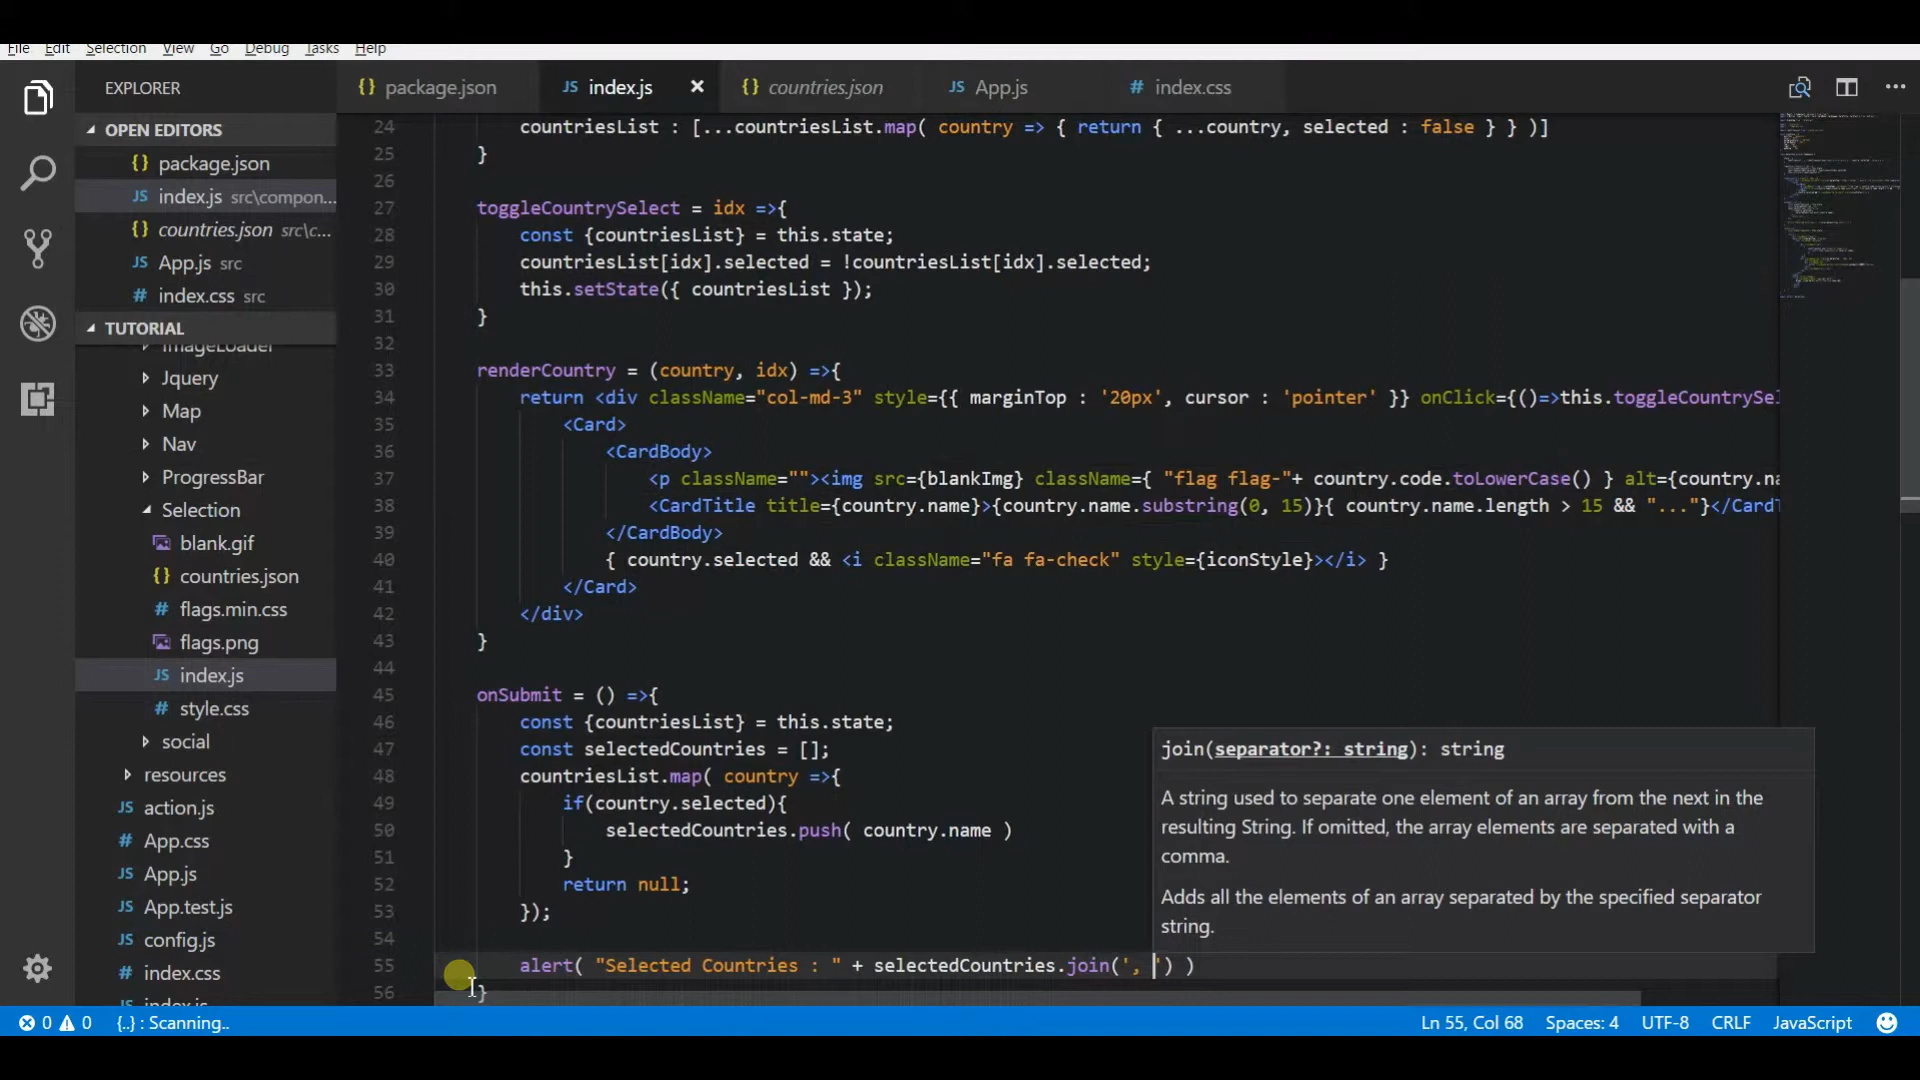 File Edit Selection View Go Debug Tasks Help
EXPLORER
OPEN EDITORS
{} package.json
JS index.js src\compon...
{} countries.json src\c...
JS App.js src
# index.css src
TUTORIAL
ImageLoader
Jquery
Map
Nav
ProgressBar
Selection
blank.gif
{} countries.json
# flags.min.css
flags.png
JS index.js
# style.css
social
resources
JS action.js
# App.css
JS App.js
JS App.test.js
JS config.js
# index.css
JS index.js
{} package.json JS index.js × {} countries.json JS App.js # index.css
24 countriesList : [...countriesList.map( country => { return { ...country, selected : false } } )]
25 }
26
27 toggleCountrySelect = idx =>{
28 const {countriesList} = this.state;
29 countriesList[idx].selected = !countriesList[idx].selected;
30 this.setState({ countriesList });
31 }
32
33 renderCountry = (country, idx) =>{
34 return <div className="col-md-3" style={{ marginTop : '20px', cursor : 'pointer' }} onClick={()=>this.toggleCountrySel
35 <Card>
36 <CardBody>
37 <p className=""><img src={blankImg} className={ "flag flag-"+ country.code.toLowerCase() } alt={country.na
38 <CardTitle title={country.name}>{country.name.substring(0, 15)}{ country.name.length > 15 && "..."}</CardT
39 </CardBody>
40 { country.selected && <i className="fa fa-check" style={iconStyle}></i> }
41 </Card>
42 </div>
43 }
44
45 onSubmit = () =>{
46 const {countriesList} = this.state;
47 const selectedCountries = [];
48 countriesList.map( country =>{
49 if(country.selected){
50 selectedCountries.push( country.name )
51 }
52 return null;
53 });
54
55 alert( "Selected Countries : " + selectedCountries.join(', ') )
56 }
join(separator?: string): string
A string used to separate one element of an array from the next in the
resulting String. If omitted, the array elements are separated with a
comma.
Adds all the elements of an array separated by the specified separator
string.
0 0 {..} : Scanning.. Ln 55, Col 68 Spaces: 4 UTF-8 CRLF JavaScript